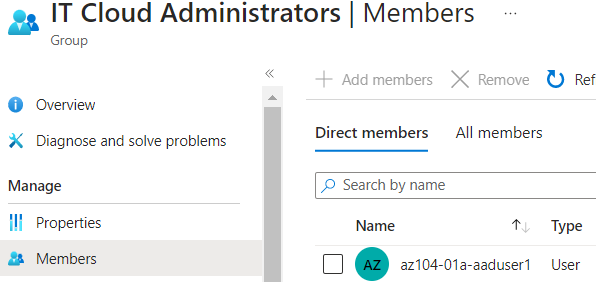 IT Cloud Administrators | Members ...
Group
Overview
Diagnose and solve problems
Manage
Properties
Members
Add members Remove Ref
Direct members All members
Search by name
Name Type
AZ az104-01a-aaduser1 User